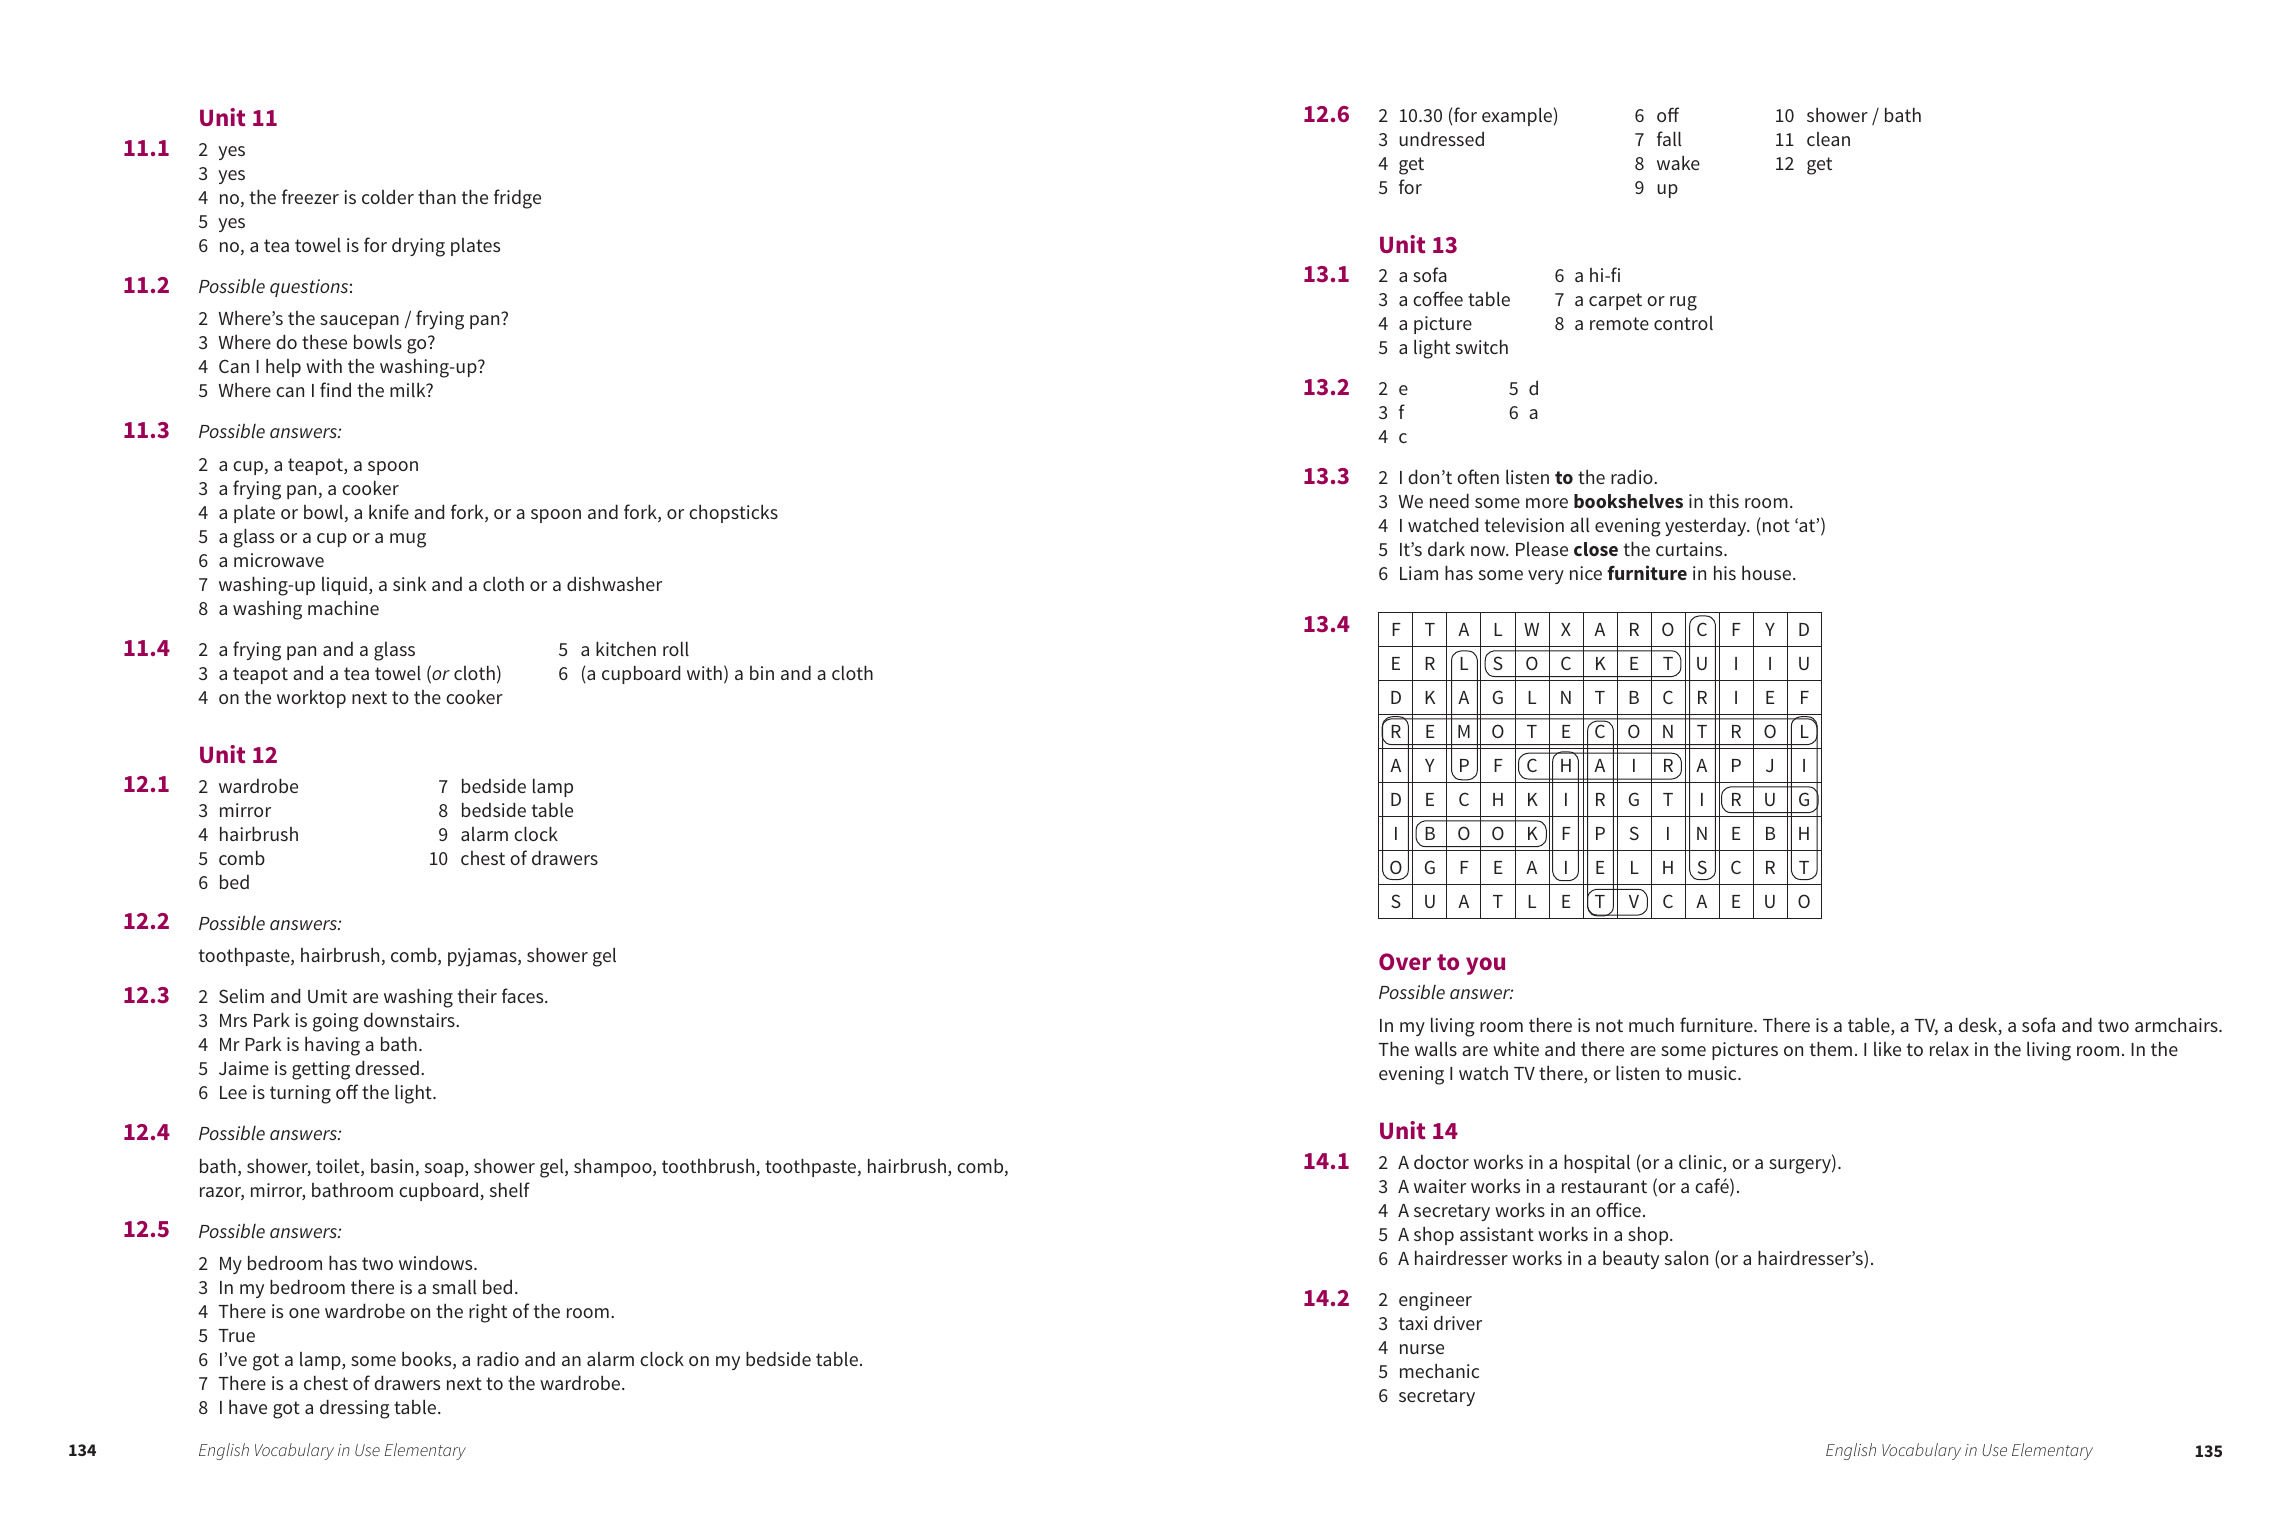 Unit 11
11.1 2 yes
3 yes
4 no, the freezer is colder than the fridge
5 yes
6 no, a tea towel is for drying plates
11.2 Possible questions:
2 Where’s the saucepan / frying pan?
3 Where do these bowls go?
4 Can I help with the washing-up?
5 Where can I find the milk?
11.3 Possible answers:
2 a cup, a teapot, a spoon
3 a frying pan, a cooker
4 a plate or bowl, a knife and fork, or a spoon and fork, or chopsticks
5 a glass or a cup or a mug
6 a microwave
7 washing-up liquid, a sink and a cloth or a dishwasher
8 a washing machine
11.4 2 a frying pan and a glass 5 a kitchen roll
3 a teapot and a tea towel (or cloth) 6 (a cupboard with) a bin and a cloth
4 on the worktop next to the cooker
Unit 12
12.1 2 wardrobe 7 bedside lamp
3 mirror 8 bedside table
4 hairbrush 9 alarm clock
5 comb 10 chest of drawers
6 bed
12.2 Possible answers:
toothpaste, hairbrush, comb, pyjamas, shower gel
12.3 2 Selim and Umit are washing their faces.
3 Mrs Park is going downstairs.
4 Mr Park is having a bath.
5 Jaime is getting dressed.
6 Lee is turning off the light.
12.4 Possible answers:
bath, shower, toilet, basin, soap, shower gel, shampoo, toothbrush, toothpaste, hairbrush, comb,
razor, mirror, bathroom cupboard, shelf
12.5 Possible answers:
2 My bedroom has two windows.
3 In my bedroom there is a small bed.
4 There is one wardrobe on the right of the room.
5 True
6 I’ve got a lamp, some books, a radio and an alarm clock on my bedside table.
7 There is a chest of drawers next to the wardrobe.
8 I have got a dressing table.
134 English Vocabulary in Use Elementary
12.6 2 10.30 (for example) 6 off 10 shower / bath
3 undressed 7 fall 11 clean
4 get 8 wake 12 get
5 for 9 up
Unit 13
13.1 2 a sofa 6 a hi-fi
3 a coffee table 7 a carpet or rug
4 a picture 8 a remote control
5 a light switch
13.2 2 e 5 d
3 f 6 a
4 c
13.3 2 I don’t often listen to the radio.
3 We need some more bookshelves in this room.
4 I watched television all evening yesterday. (not ‘at’)
5 It’s dark now. Please close the curtains.
6 Liam has some very nice furniture in his house.
13.4 F T A L W X A R O C F Y D
E R L S O C K E T U I I U
D K A G L N T B C R I E F
R E M O T E C O N T R O L
A Y P F C H A I R A P J I
D E C H K I R G T I R U G
I B O O K F P S I N E B H
O G F E A I E L H S C R T
S U A T L E T V C A E U O
Over to you
Possible answer:
In my living room there is not much furniture. There is a table, a TV, a desk, a sofa and two armchairs.
The walls are white and there are some pictures on them. I like to relax in the living room. In the
evening I watch TV there, or listen to music.
Unit 14
14.1 2 A doctor works in a hospital (or a clinic, or a surgery).
3 A waiter works in a restaurant (or a café).
4 A secretary works in an office.
5 A shop assistant works in a shop.
6 A hairdresser works in a beauty salon (or a hairdresser’s).
14.2 2 engineer
3 taxi driver
4 nurse
5 mechanic
6 secretary
English Vocabulary in Use Elementary 135